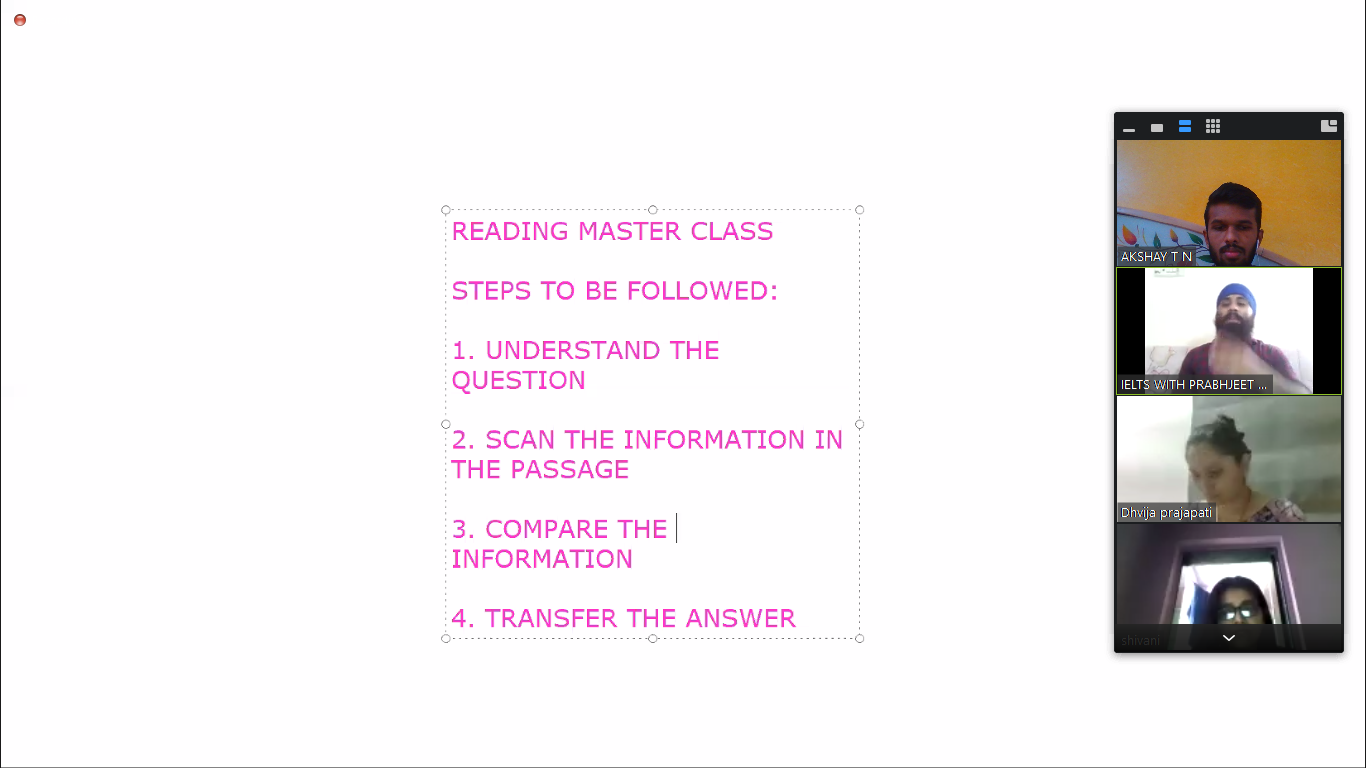 READING MASTER CLASS
STEPS TO BE FOLLOWED:
1. UNDERSTAND THE
QUESTION
2. SCAN THE INFORMATION IN
THE PASSAGE
3. COMPARE THE
INFORMATION
4. TRANSFER THE ANSWER
AKSHAY T N
IELTS WITH PRABHJEET ...
Dhvija prajapati
shivani